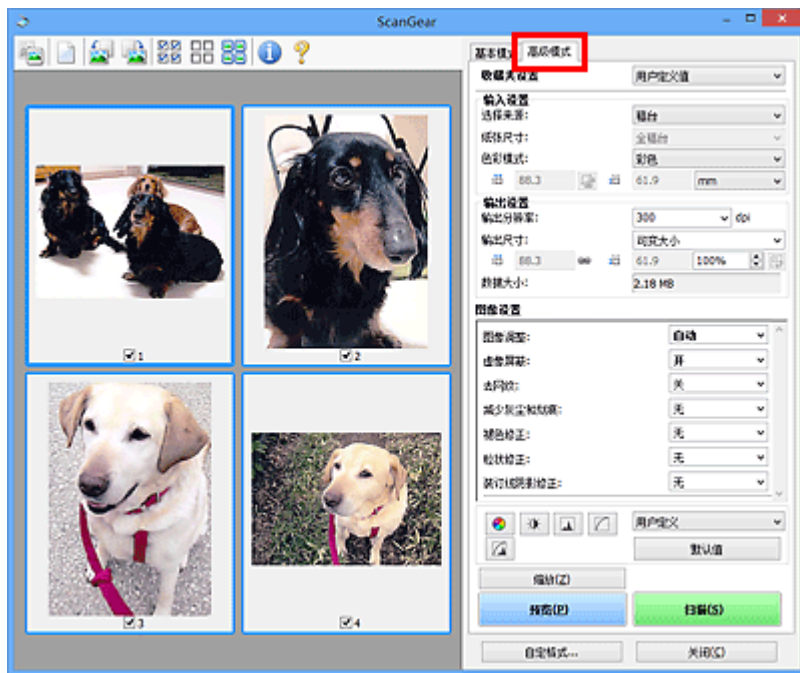 ScanGear
基本模式 高级模式
收藏夹设置 用户定义值
输入设置
选择来源: 稿台
纸张尺寸: 全稿台
色彩模式: 彩色
88.3 61.9 mm
输出设置
输出分辨率: 300 dpi
输出尺寸: 可变大小
88.3 61.9 100%
数据大小: 2.18 MB
图像设置
图像调整: 自动
虚像屏蔽: 开
去网纹: 关
减少灰尘和划痕: 无
褪色修正: 无
粒状修正: 无
装订线阴影修正: 无
用户定义
默认值
缩放(Z)
预览(P) 扫描(S)
自定格式... 关闭(C)
1
2
3
4